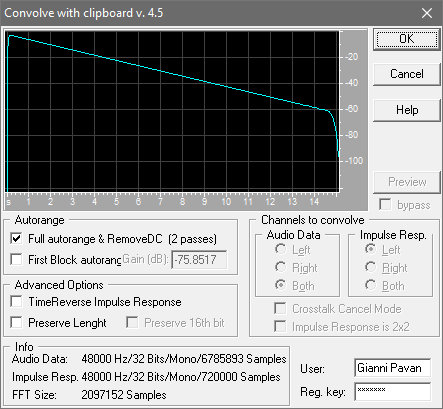 Convolve with clipboard v. 4.5
OK
Cancel
Help
Preview
bypass
-20
-40
-60
-80
-100
s 1 2 3 4 5 6 7 8 9 10 11 12 13 14
Autorange
Full autorange & RemoveDC (2 passes)
First Block autorang Gain (dB): -75.8517
Advanced Options
TimeReverse Impulse Response
Preserve Lenght Preserve 16th bit
Channels to convolve
Audio Data Impulse Resp.
Left Left
Right Right
Both Both
Crosstalk Cancel Mode
Impulse Response is 2x2
Info
Audio Data: 48000 Hz/32 Bits/Mono/6785893 Samples
Impulse Resp. 48000 Hz/32 Bits/Mono/720000 Samples
FFT Size: 2097152 Samples
User: Gianni Pavan
Reg. key: *******